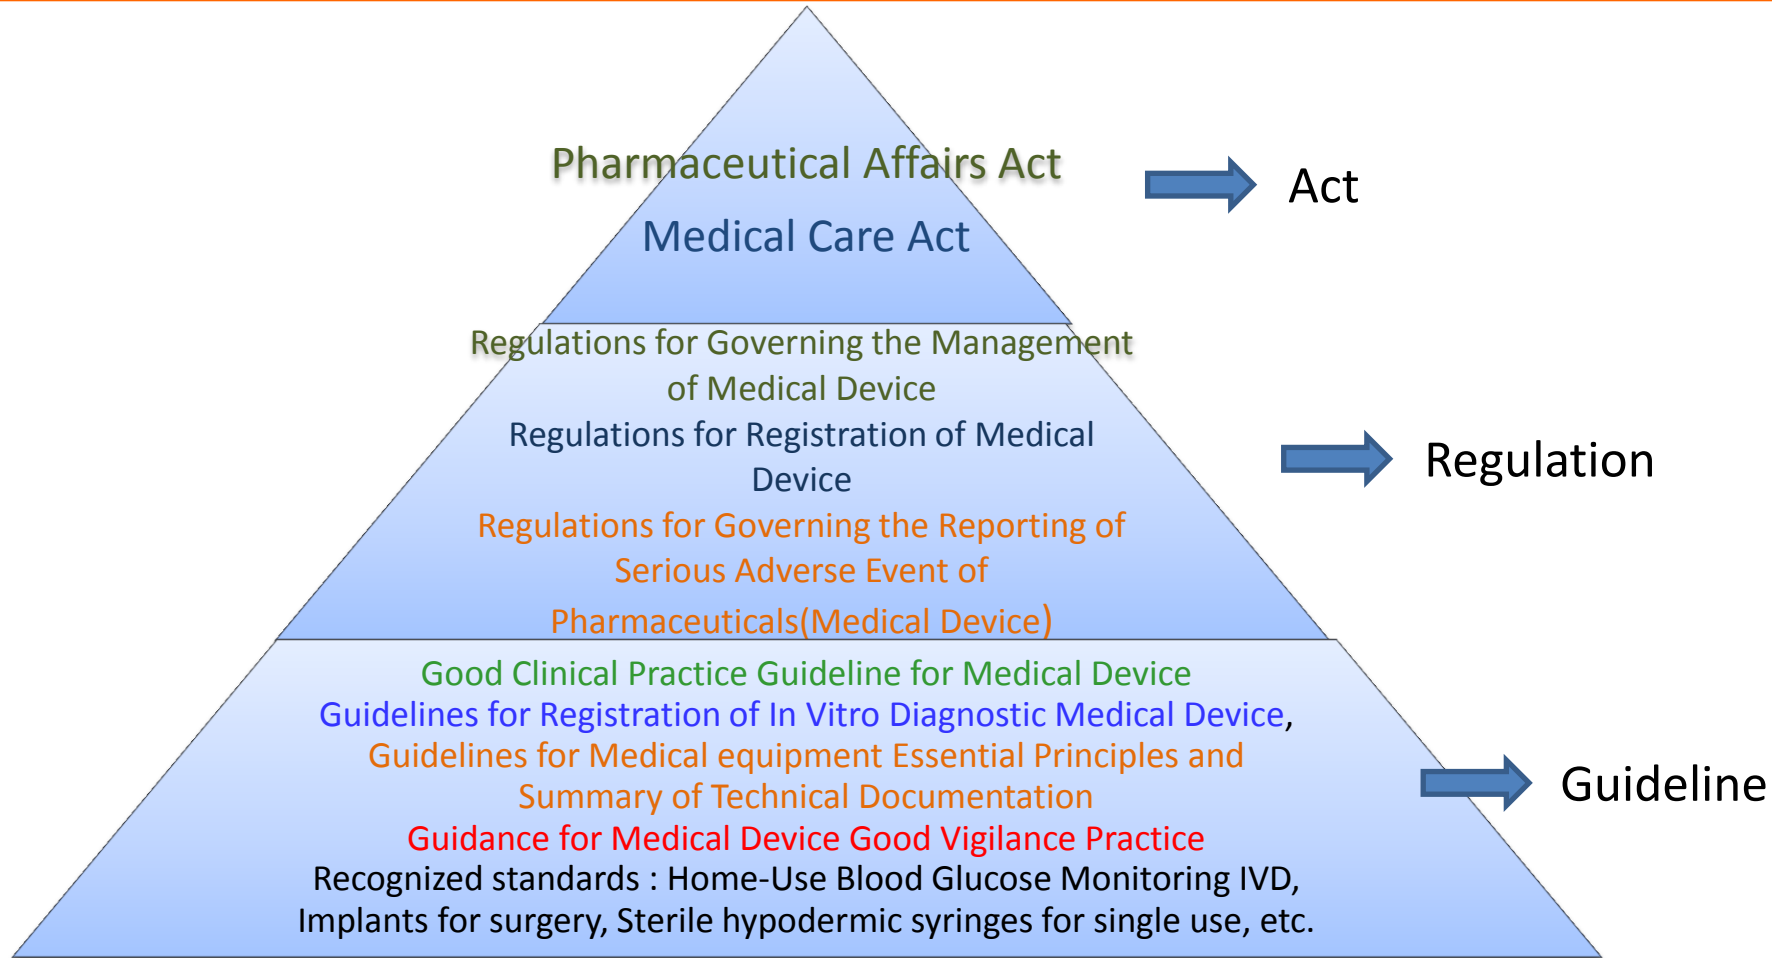 Pharmaceutical Affairs Act
Medical Care Act
Act
Regulations for Governing the Management
of Medical Device
Regulations for Registration of Medical
Device
Regulations for Governing the Reporting of
Serious Adverse Event of
Pharmaceuticals(Medical Device)
Regulation
Good Clinical Practice Guideline for Medical Device
Guidelines for Registration of In Vitro Diagnostic Medical Device,
Guidelines for Medical equipment Essential Principles and
Summary of Technical Documentation
Guidance for Medical Device Good Vigilance Practice
Recognized standards : Home-Use Blood Glucose Monitoring IVD,
Implants for surgery, Sterile hypodermic syringes for single use, etc.
Guideline